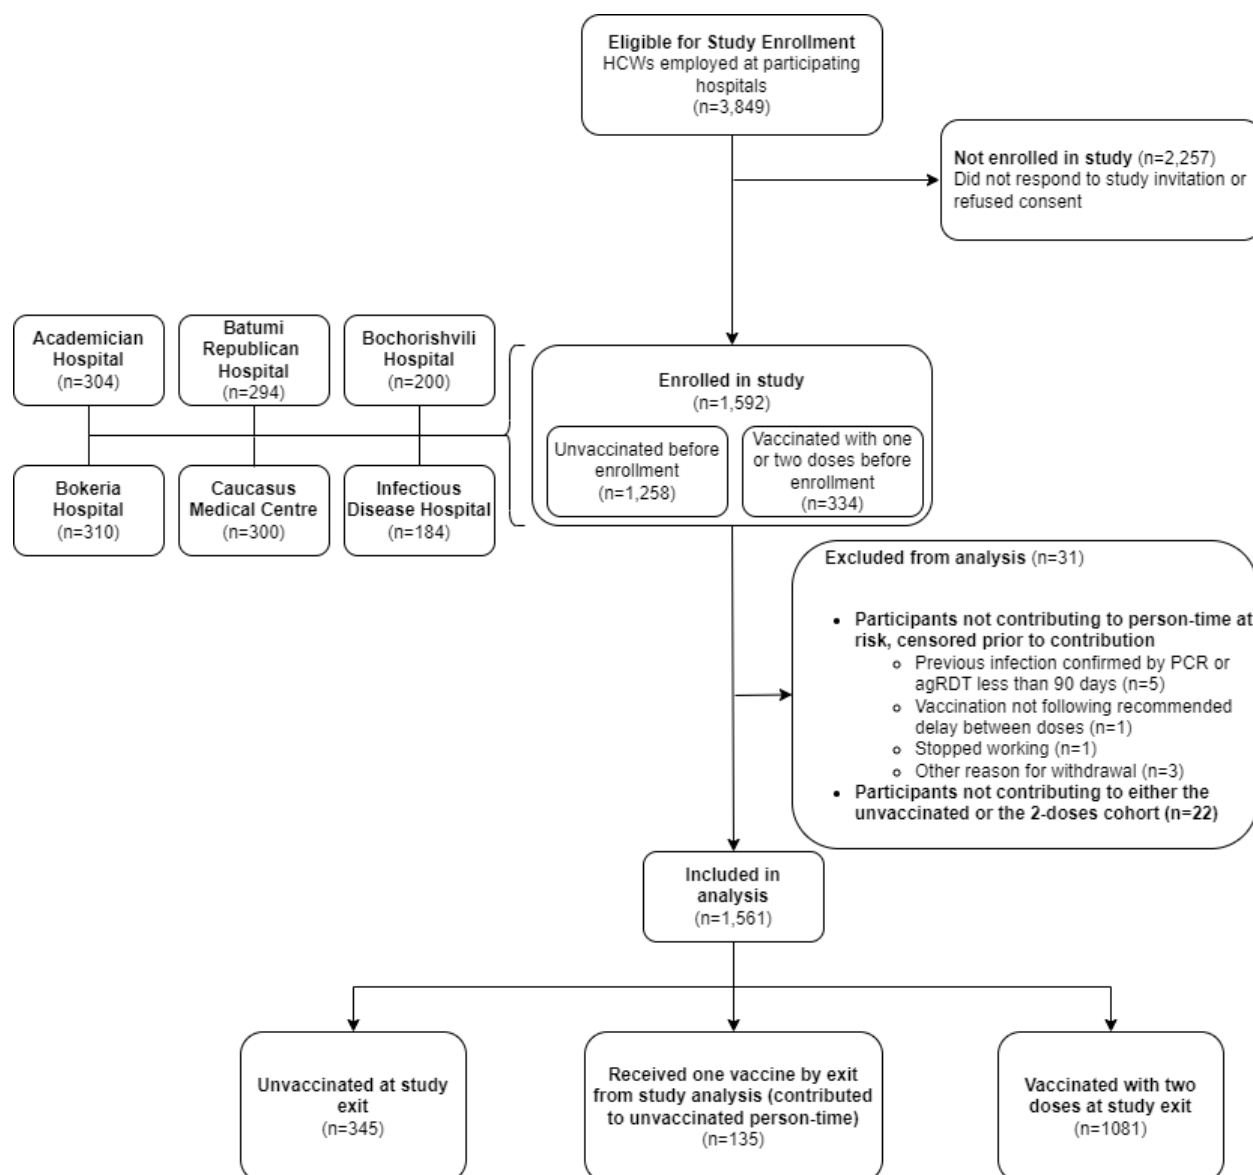 Eligible for Study Enrollment
HCWs employed at participating
hospitals
(n=3,849)
Not enrolled in study (n=2,257)
Did not respond to study invitation or
refused consent
Academician
Hospital
(n=304)
Batumi
Republican
Hospital
(n=294)
Bochorishvili
Hospital
(n=200)
Bokeria
Hospital
(n=310)
Caucasus
Medical Centre
(n=300)
Infectious
Disease Hospital
(n=184)
Enrolled in study
(n=1,592)
Unvaccinated before
enrollment
(n=1,258)
Vaccinated with one
or two doses before
enrollment
(n=334)
Excluded from analysis (n=31)
• Participants not contributing to person-time at
risk, censored prior to contribution
○ Previous infection confirmed by PCR or
agRDT less than 90 days (n=5)
○ Vaccination not following recommended
delay between doses (n=1)
○ Stopped working (n=1)
○ Other reason for withdrawal (n=3)
• Participants not contributing to either the
unvaccinated or the 2-doses cohort (n=22)
Included in
analysis
(n=1,561)
Unvaccinated at study
exit
(n=345)
Received one vaccine by exit
from study analysis (contributed
to unvaccinated person-time)
(n=135)
Vaccinated with two
doses at study exit
(n=1081)